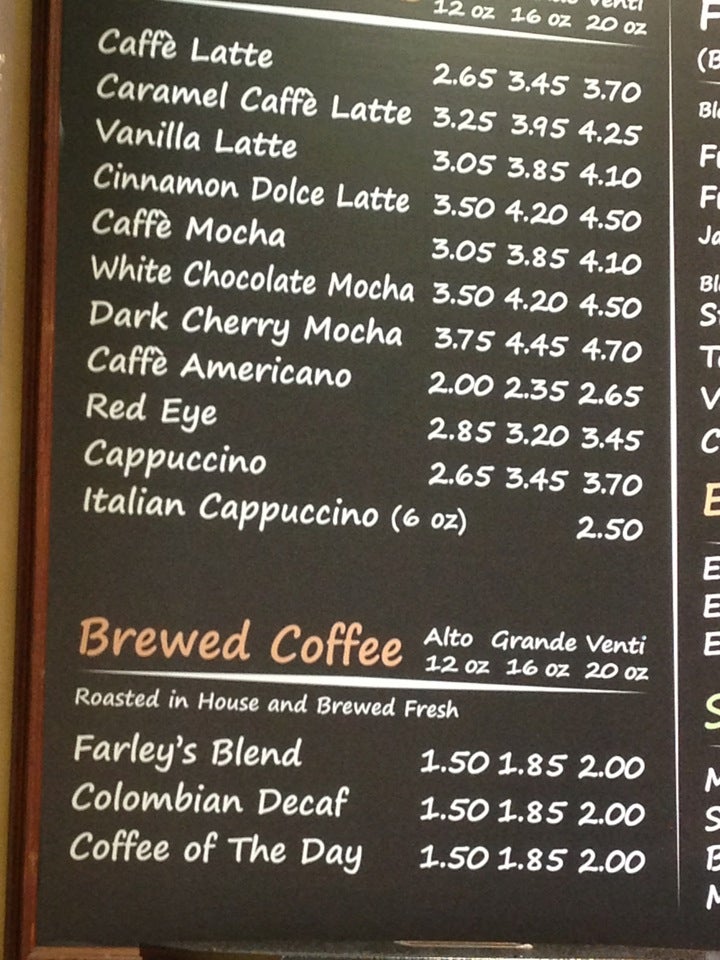 Venti
12 oz 16 oz 20 oz
Caffè Latte 2.65 3.45 3.70
Caramel Caffè Latte 3.25 3.95 4.25
Vanilla Latte 3.05 3.85 4.10
Cinnamon Dolce Latte 3.50 4.20 4.50
Caffè Mocha 3.05 3.85 4.10
White Chocolate Mocha 3.50 4.20 4.50
Dark Cherry Mocha 3.75 4.45 4.70
Caffè Americano 2.00 2.35 2.65
Red Eye 2.85 3.20 3.45
Cappuccino 2.65 3.45 3.70
Italian Cappuccino (6 oz) 2.50
Brewed Coffee Alto Grande Venti
12 oz 16 oz 20 oz
Roasted in House and Brewed Fresh
Farley's Blend 1.50 1.85 2.00
Colombian Decaf 1.50 1.85 2.00
Coffee of The Day 1.50 1.85 2.00